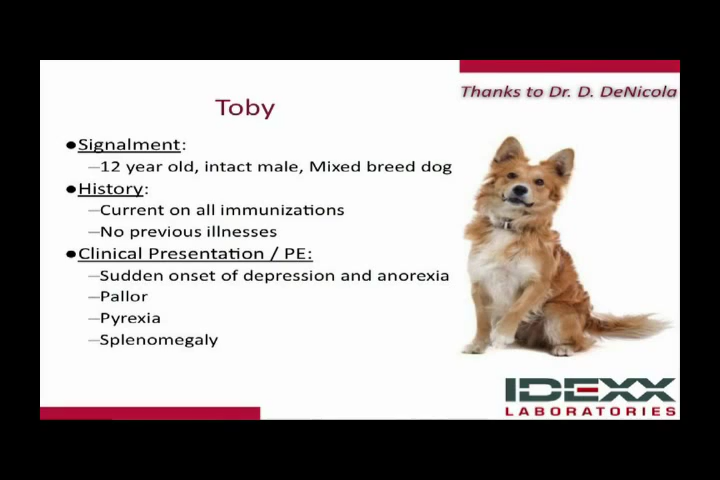 Thanks to Dr. D. DeNicola
Toby
●Signalment:
–12 year old, intact male, Mixed breed dog
●History:
–Current on all immunizations
–No previous illnesses
●Clinical Presentation / PE:
–Sudden onset of depression and anorexia
–Pallor
–Pyrexia
–Splenomegaly
IDEXX
LABORATORIES